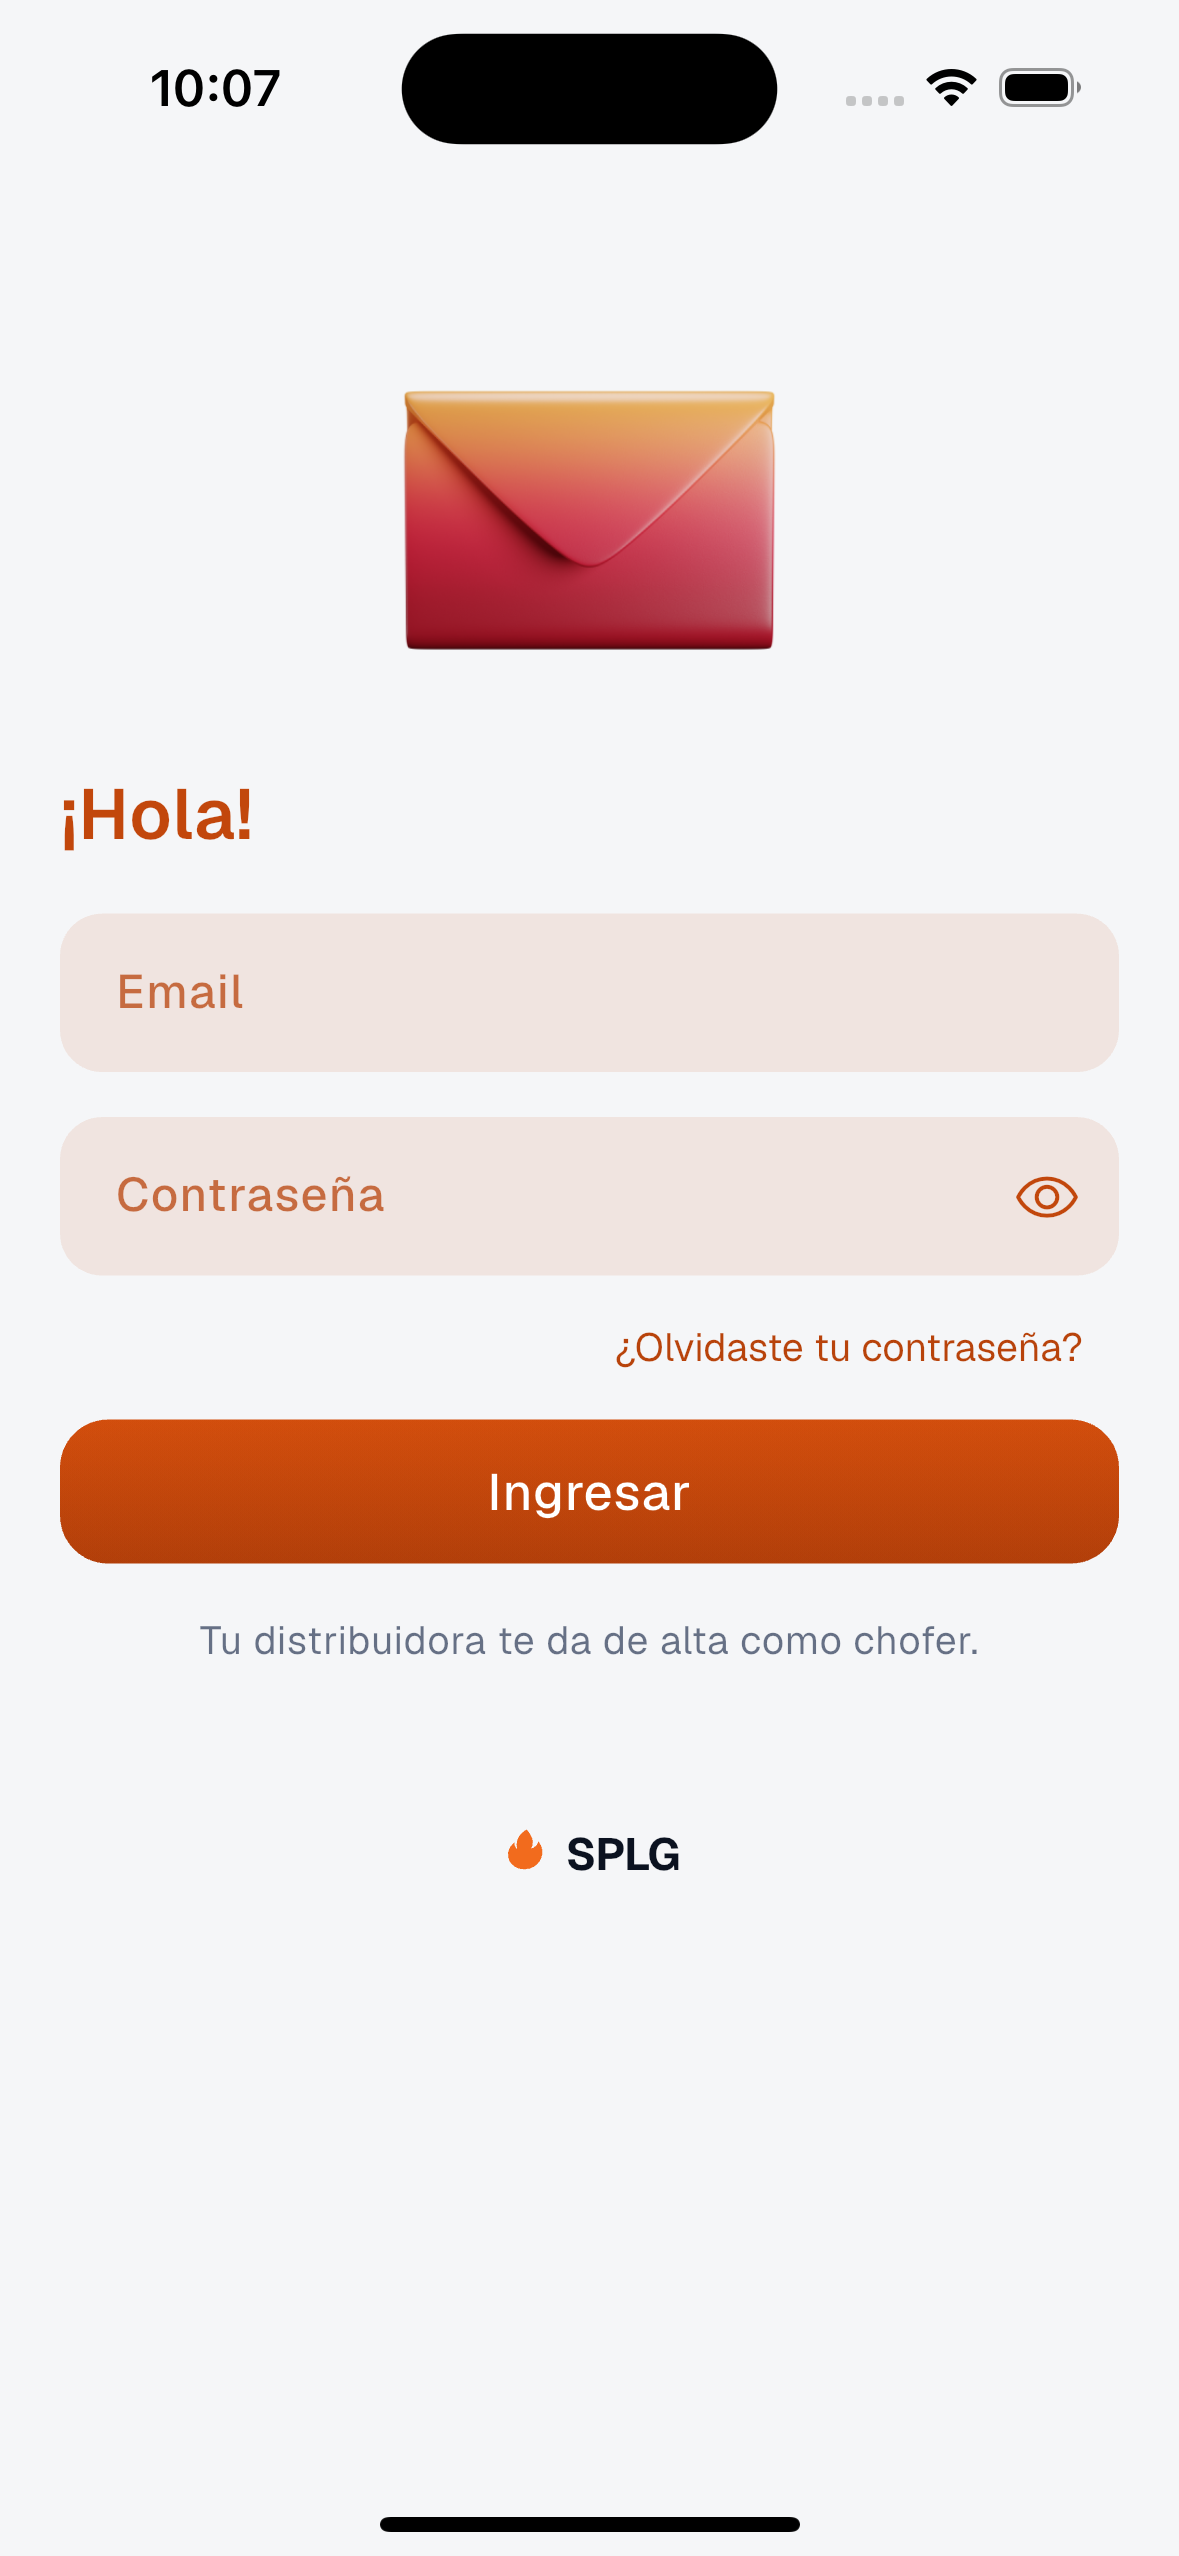 10:07
¡Hola!
Email
Contraseña
¿Olvidaste tu contraseña?
Ingresar
Tu distribuidora te da de alta como chofer.
SPLG